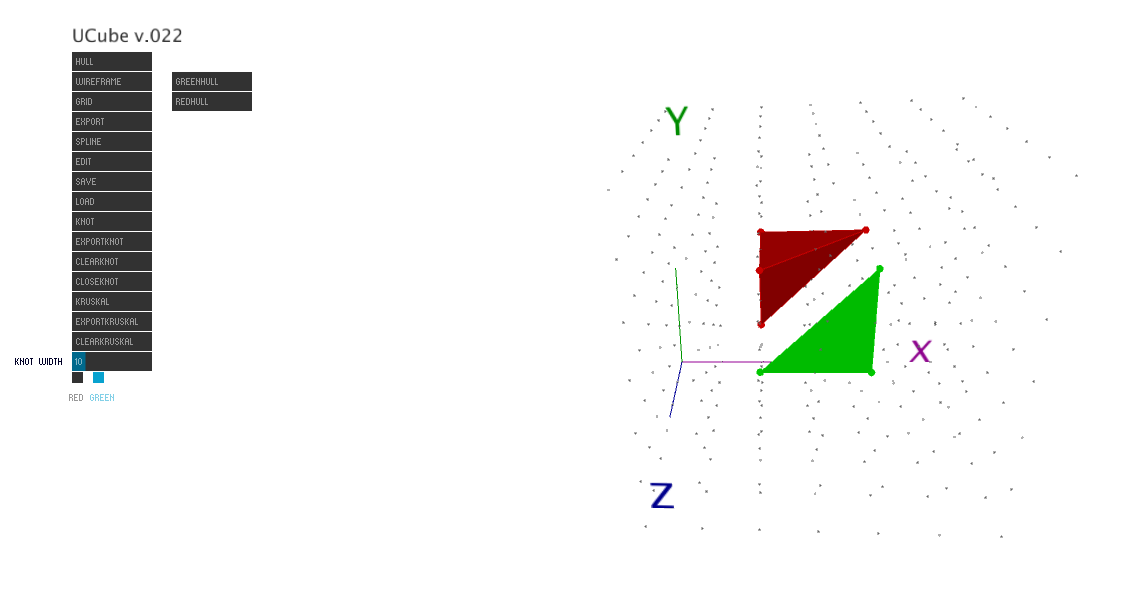 UCube v.022
HULL
WIREFRAME
GREENHULL
GRID
REDHULL
EXPORT
SPLINE
EDIT
SAVE
LOAD
KNOT
EXPORTKNOT
CLEARKNOT
CLOSEKNOT
KRUSKAL
EXPORTKRUSKAL
CLEARKRUSKAL
KNOT WIDTH 10
RED GREEN
Y
X
Z